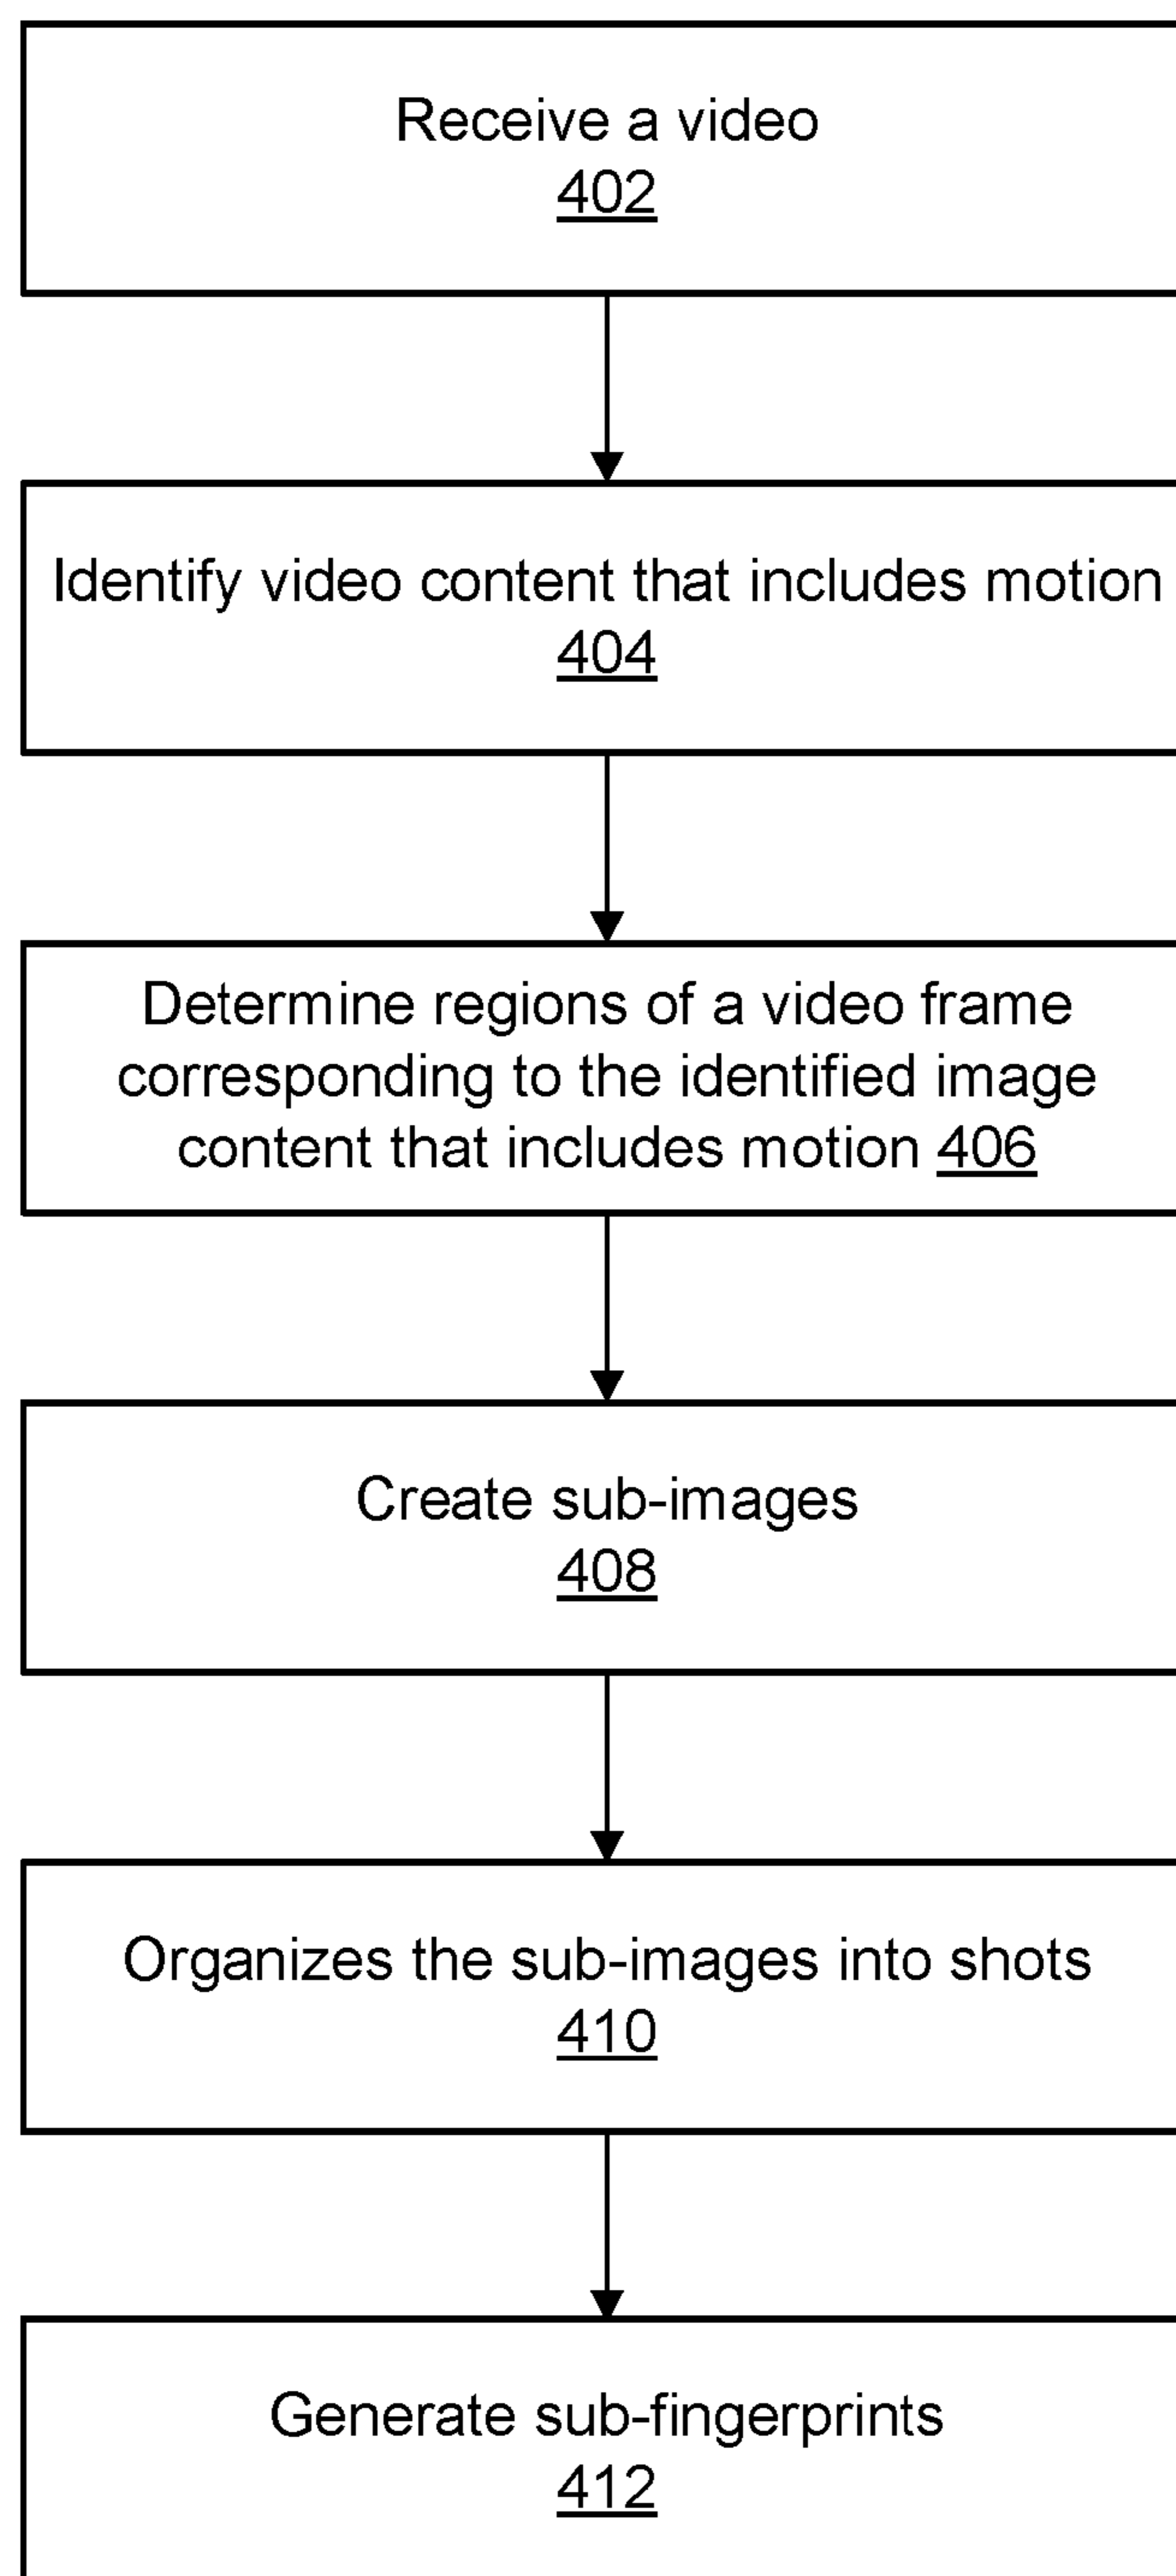 Receive a video
402
Identify video content that includes motion
404
Determine regions of a video frame
corresponding to the identified image
content that includes motion 406
Create sub-images
408
Organizes the sub-images into shots
410
Generate sub-fingerprints
412